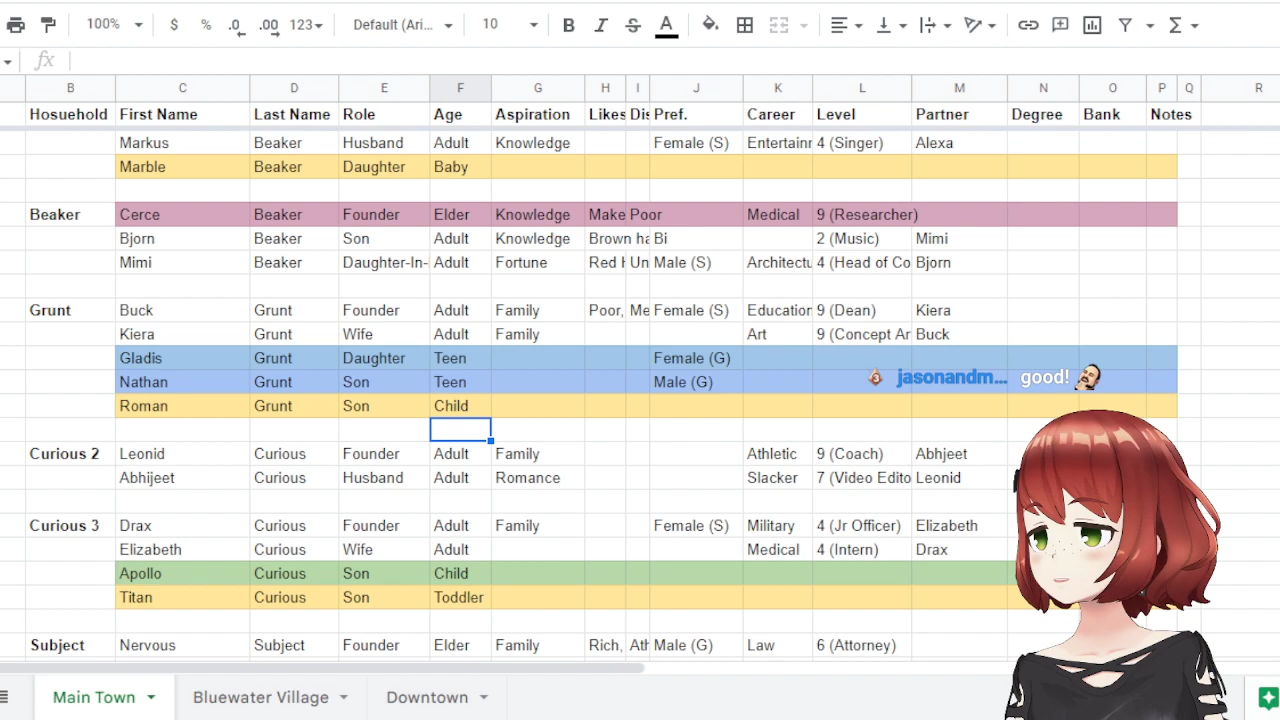 100% $ % .0 .00 123 Default (Ari... 10 B I S A Σ
fx
B C D E F G H I J K L M N O P Q R
Hosuehold First Name Last Name Role Age Aspiration Likes Dis Pref. Career Level Partner Degree Bank Notes
Markus Beaker Husband Adult Knowledge Female (S) Entertainm 4 (Singer) Alexa
Marble Beaker Daughter Baby
Beaker Cerce Beaker Founder Elder Knowledge Make Poor Medical 9 (Researcher)
Bjorn Beaker Son Adult Knowledge Brown ha Bi 2 (Music) Mimi
Mimi Beaker Daughter-In- Adult Fortune Red h Un Male (S) Architectu 4 (Head of Co Bjorn
Grunt Buck Grunt Founder Adult Family Poor, Me Female (S) Education 9 (Dean) Kiera
Kiera Grunt Wife Adult Family Art 9 (Concept Ar Buck
Gladis Grunt Daughter Teen Female (G)
Nathan Grunt Son Teen Male (G)
jasonandm... good!
Roman Grunt Son Child
Curious 2 Leonid Curious Founder Adult Family Athletic 9 (Coach) Abhjeet
Abhijeet Curious Husband Adult Romance Slacker 7 (Video Edito Leonid
Curious 3 Drax Curious Founder Adult Family Female (S) Military 4 (Jr Officer) Elizabeth
Elizabeth Curious Wife Adult Medical 4 (Intern) Drax
Apollo Curious Son Child
Titan Curious Son Toddler
Subject Nervous Subject Founder Elder Family Rich, Ath Male (G) Law 6 (Attorney)
Main Town Bluewater Village Downtown